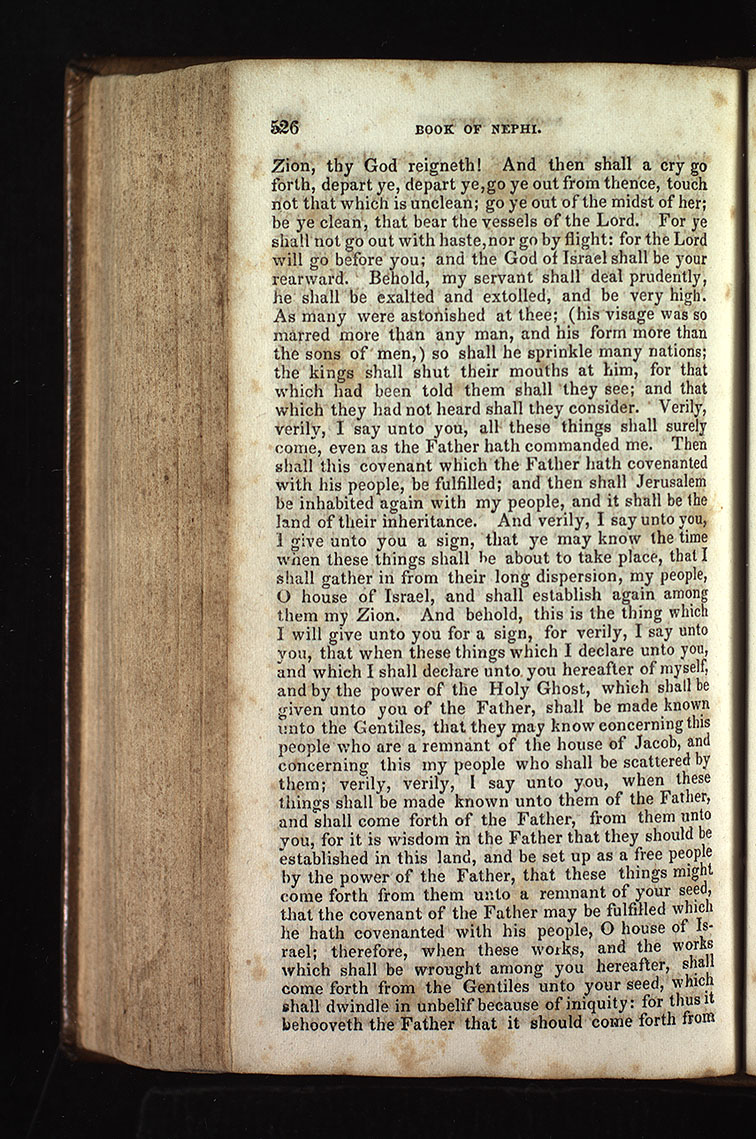 526 BOOK OF NEPHI.
Zion, thy God reigneth! And then shall a cry go
forth, depart ye, depart ye,go ye out from thence, touch
not that which is unclean; go ye out of the midst of her;
be ye clean, that bear the vessels of the Lord. For ye
shall not go out with haste,nor go by flight: for the Lord
will go before you; and the God of Israel shall be your
rearward. Behold, my servant shall deal prudently,
he shall be exalted and extolled, and be very high.
As many were astonished at thee; (his visage was so
marred more than any man, and his form more than
the sons of men,) so shall he sprinkle many nations;
the kings shall shut their mouths at him, for that
which had been told them shall they see; and that
which they had not heard shall they consider. Verily,
verily, I say unto you, all these things shall surely
come, even as the Father hath commanded me. Then
shall this covenant which the Father hath covenanted
with his people, be fulfilled; and then shall Jerusalem
be inhabited again with my people, and it shall be the
land of their inheritance. And verily, I say unto you,
I give unto you a sign, that ye may know the time
when these things shall be about to take place, that I
shall gather in from their long dispersion, my people,
O house of Israel, and shall establish again among
them my Zion. And behold, this is the thing which
I will give unto you for a sign, for verily, I say unto
you, that when these things which I declare unto you,
and which I shall declare unto you hereafter of myself,
and by the power of the Holy Ghost, which shall be
given unto you of the Father, shall be made known
unto the Gentiles, that they may know concerning this
people who are a remnant of the house of Jacob, and
concerning this my people who shall be scattered by
them; verily, verily, I say unto you, when these
things shall be made known unto them of the Father,
and shall come forth of the Father, from them unto
you, for it is wisdom in the Father that they should be
established in this land, and be set up as a free people
by the power of the Father, that these things might
come forth from them unto a remnant of your seed,
that the covenant of the Father may be fulfilled which
he hath covenanted with his people, O house of Is-
rael; therefore, when these works, and the works
which shall be wrought among you hereafter, shall
come forth from the Gentiles unto your seed, which
shall dwindle in unbelif because of iniquity: for thus it
behooveth the Father that it should come forth from